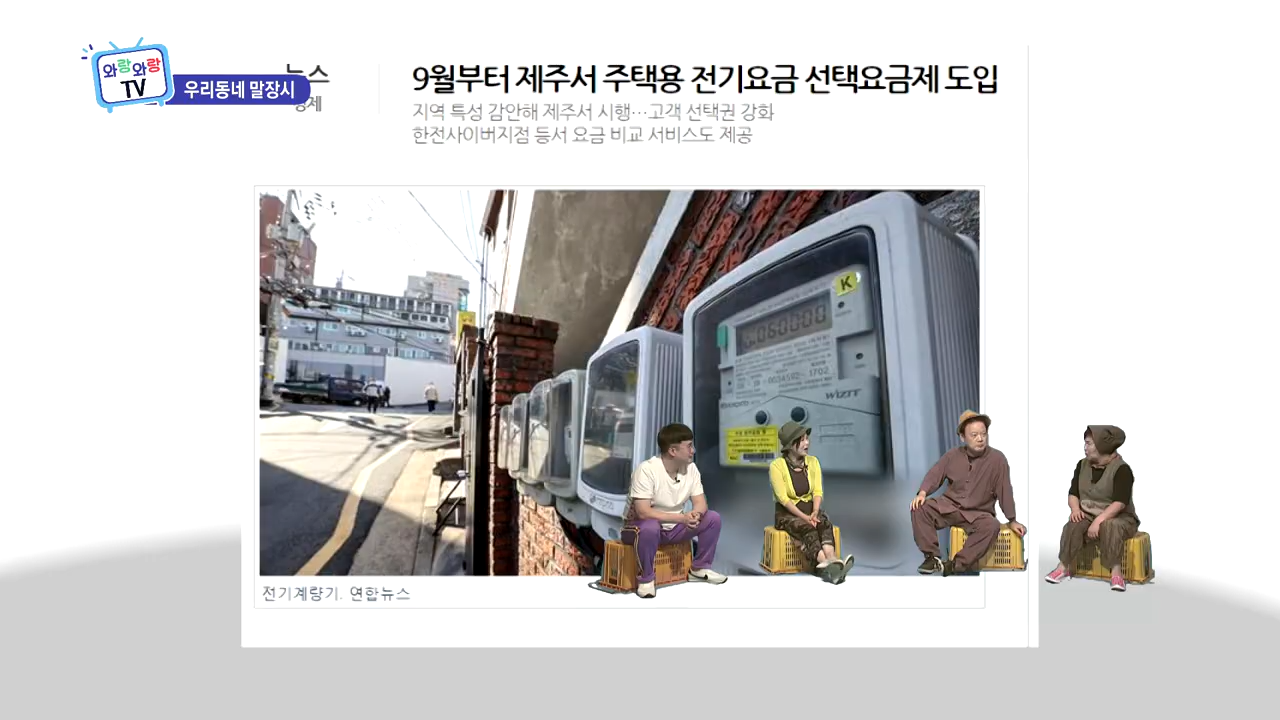 와랑와랑
TV
우리동네 말장시
뉴스
경제
9월부터 제주서 주택용 전기요금 선택요금제 도입
지역 특성 감안해 제주서 시행…고객 선택권 강화
한전사이버지점 등서 요금 비교 서비스도 제공
K
WIZIT
전기계량기. 연합뉴스